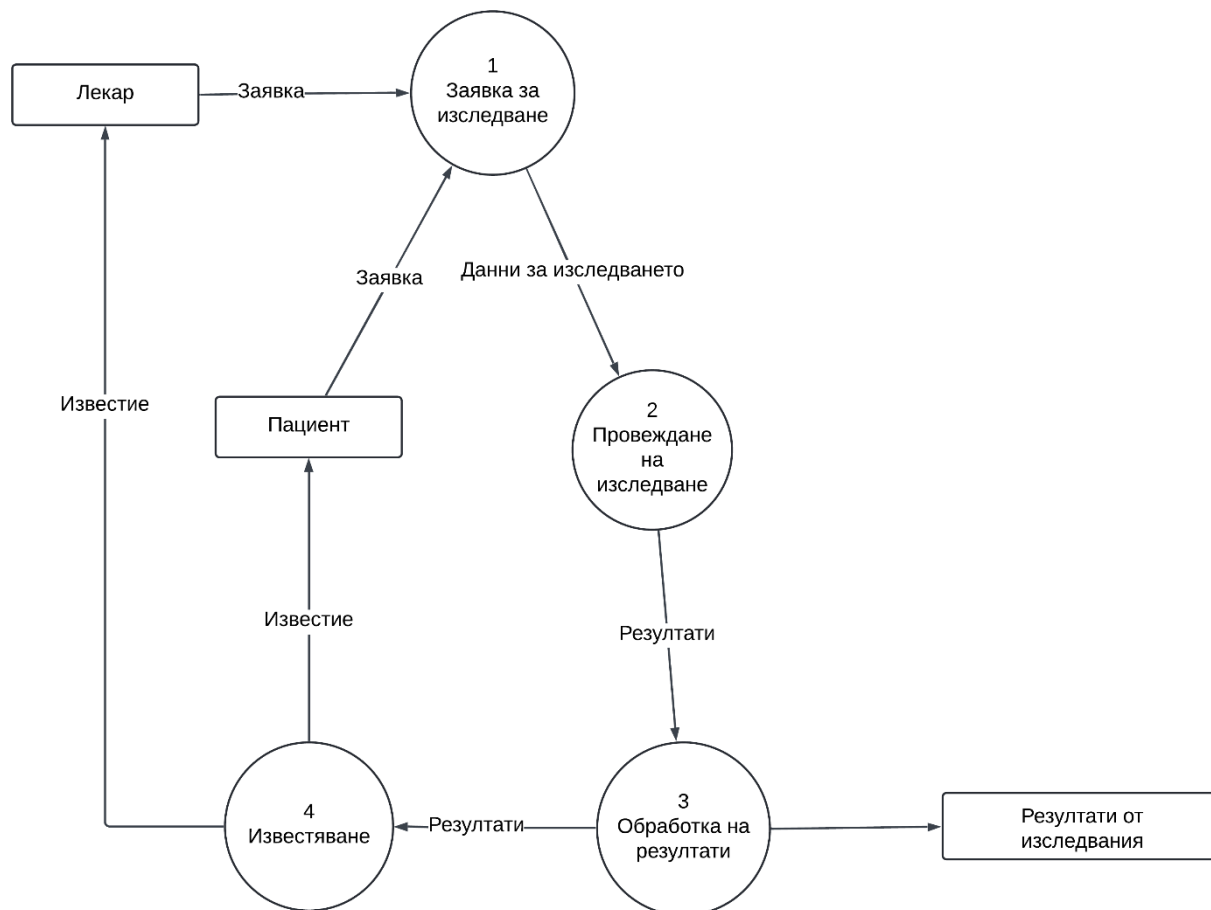 1
Заявка за
изследване
Лекар
Заявка
Заявка
Данни за изследването
Известие
Пациент
2
Провеждане
на
изследване
Известие
Резултати
4
Известяване
Резултати
3
Обработка на
резултати
Резултати от
изследвания